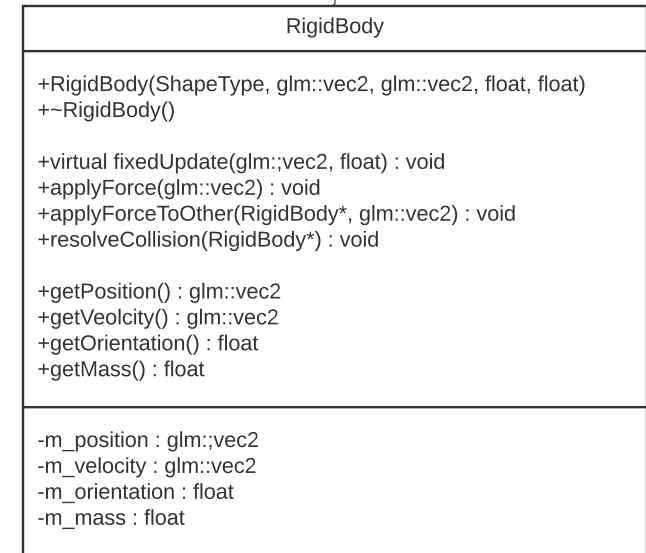 RigidBody
+RigidBody(ShapeType, glm::vec2, glm::vec2, float, float)
+~RigidBody()
+virtual fixedUpdate(glm:;vec2, float) : void
+applyForce(glm::vec2) : void
+applyForceToOther(RigidBody*, glm::vec2) : void
+resolveCollision(RigidBody*) : void
+getPosition() : glm::vec2
+getVeolcity() : glm::vec2
+getOrientation() : float
+getMass() : float
-m_position : glm:;vec2
-m_velocity : glm::vec2
-m_orientation : float
-m_mass : float